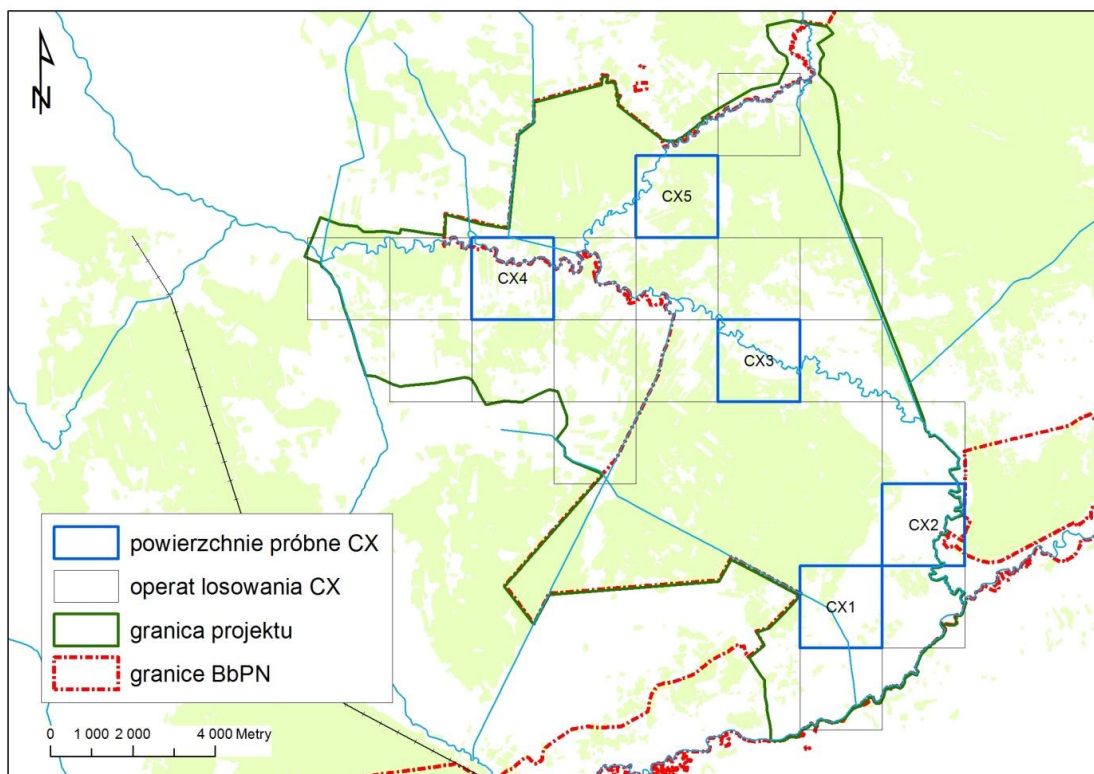 N
CX5
CX4
CX3
CX2
CX1
powierzchnie próbne CX
operat losowania CX
granica projektu
granice BbPN
0 1 000 2 000 4 000 Metry